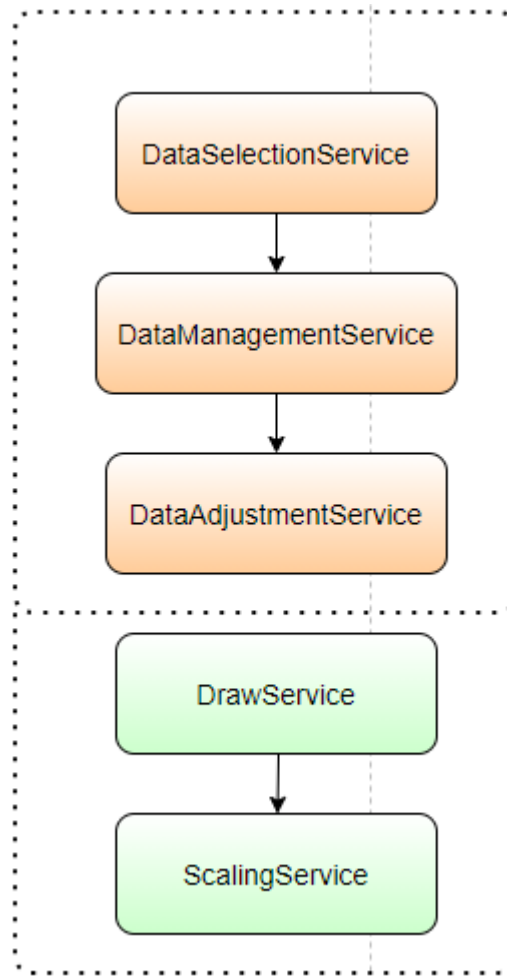 DataSelectionService
DataManagementService
DataAdjustmentService
DrawService
ScalingService